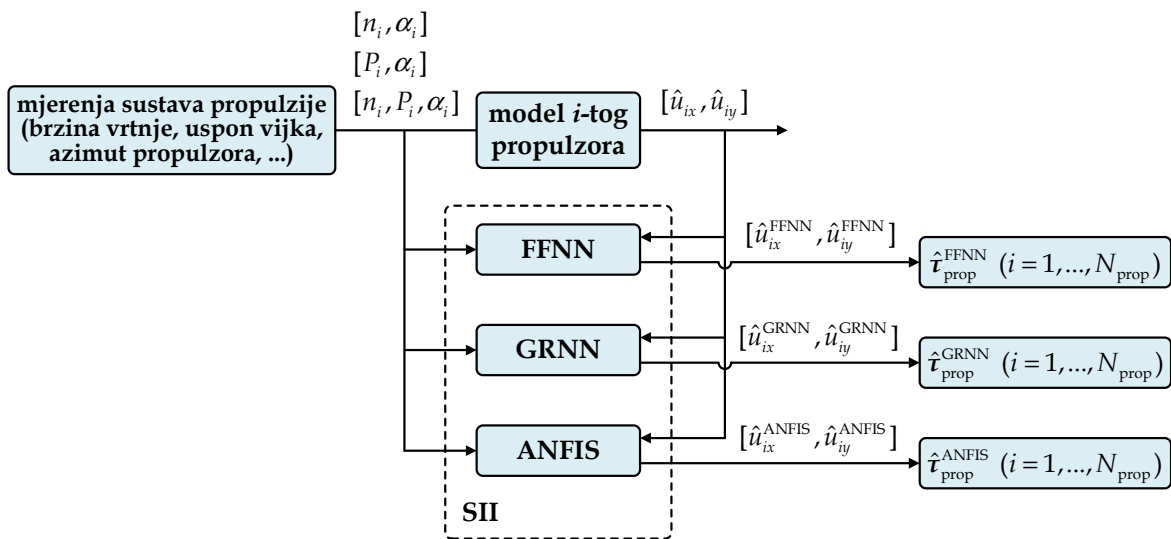 [n_i, α_i]
[P_i, α_i]
[n_i, P_i, α_i]
mjerenja sustava propulzije
(brzina vrtnje, uspon vijka,
azimut propulzora, ...)
model i-tog
propulzora
[û_ix, û_iy]
FFNN
[û_ix^FFNN, û_iy^FFNN]
τ̂_prop^FFNN (i = 1, ..., N_prop)
GRNN
[û_ix^GRNN, û_iy^GRNN]
τ̂_prop^GRNN (i = 1, ..., N_prop)
ANFIS
[û_ix^ANFIS, û_iy^ANFIS]
τ̂_prop^ANFIS (i = 1, ..., N_prop)
SII